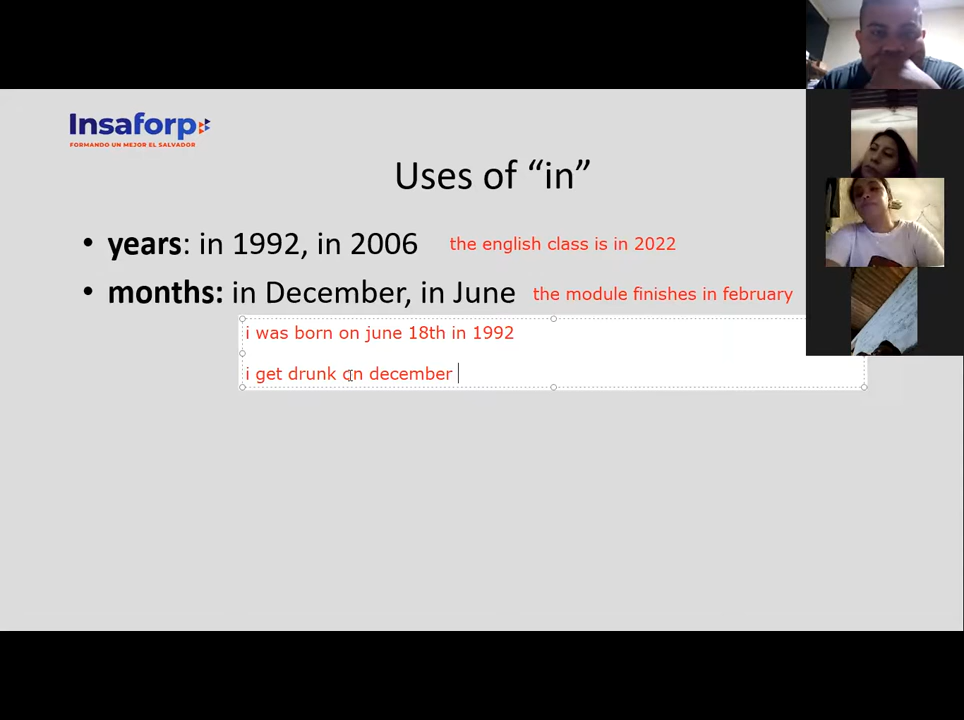 Insaforp
FORMANDO UN MEJOR EL SALVADOR
Uses of “in”
• years: in 1992, in 2006 the english class is in 2022
• months: in December, in June the module finishes in february
i was born on june 18th in 1992
i get drunk on december